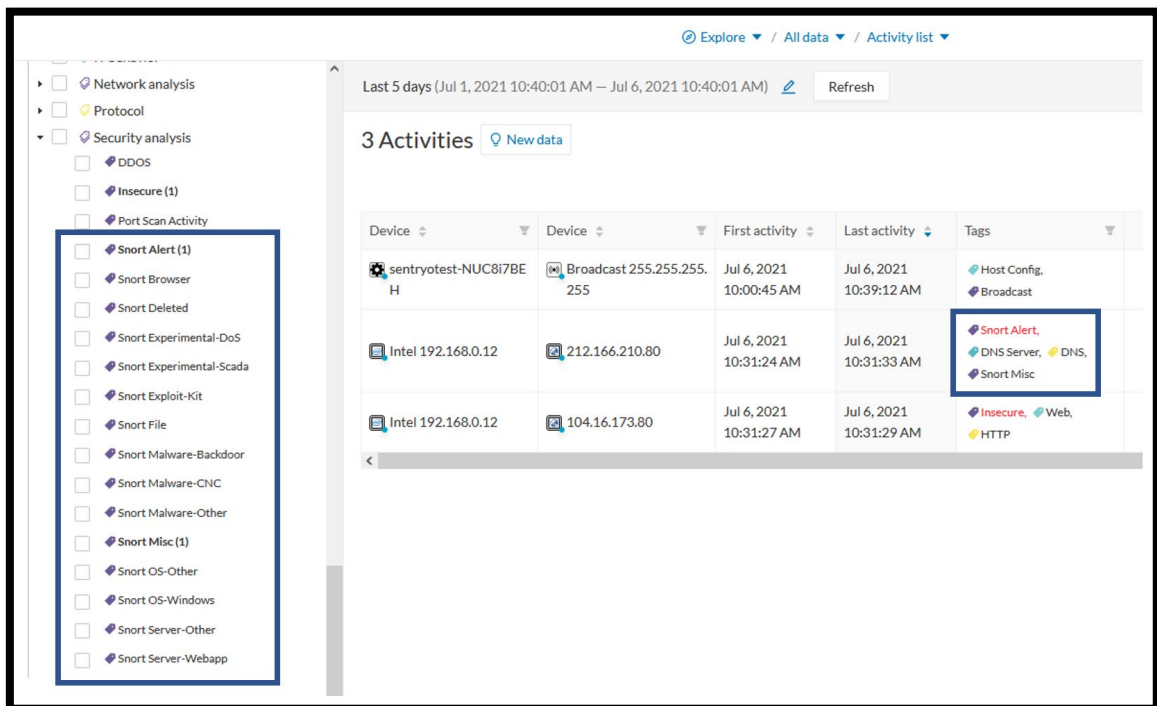 Explore / All data / Activity list
Network analysis
Protocol
Security analysis
DDOS
Insecure (1)
Port Scan Activity
Snort Alert (1)
Snort Browser
Snort Deleted
Snort Experimental-DoS
Snort Experimental-Scada
Snort Exploit-Kit
Snort File
Snort Malware-Backdoor
Snort Malware-CNC
Snort Malware-Other
Snort Misc (1)
Snort OS-Other
Snort OS-Windows
Snort Server-Other
Snort Server-Webapp
Last 5 days (Jul 1, 2021 10:40:01 AM — Jul 6, 2021 10:40:01 AM) Refresh
3 Activities New data
Device Device First activity Last activity Tags
sentryotest-NUC8i7BE Broadcast 255.255.255. Jul 6, 2021 Jul 6, 2021 Host Config,
H 255 10:00:45 AM 10:39:12 AM Broadcast
Snort Alert,
Intel 192.168.0.12 212.166.210.80 Jul 6, 2021 Jul 6, 2021 DNS Server, DNS,
10:31:24 AM 10:31:33 AM Snort Misc
Intel 192.168.0.12 104.16.173.80 Jul 6, 2021 Jul 6, 2021 Insecure, Web,
10:31:27 AM 10:31:29 AM HTTP